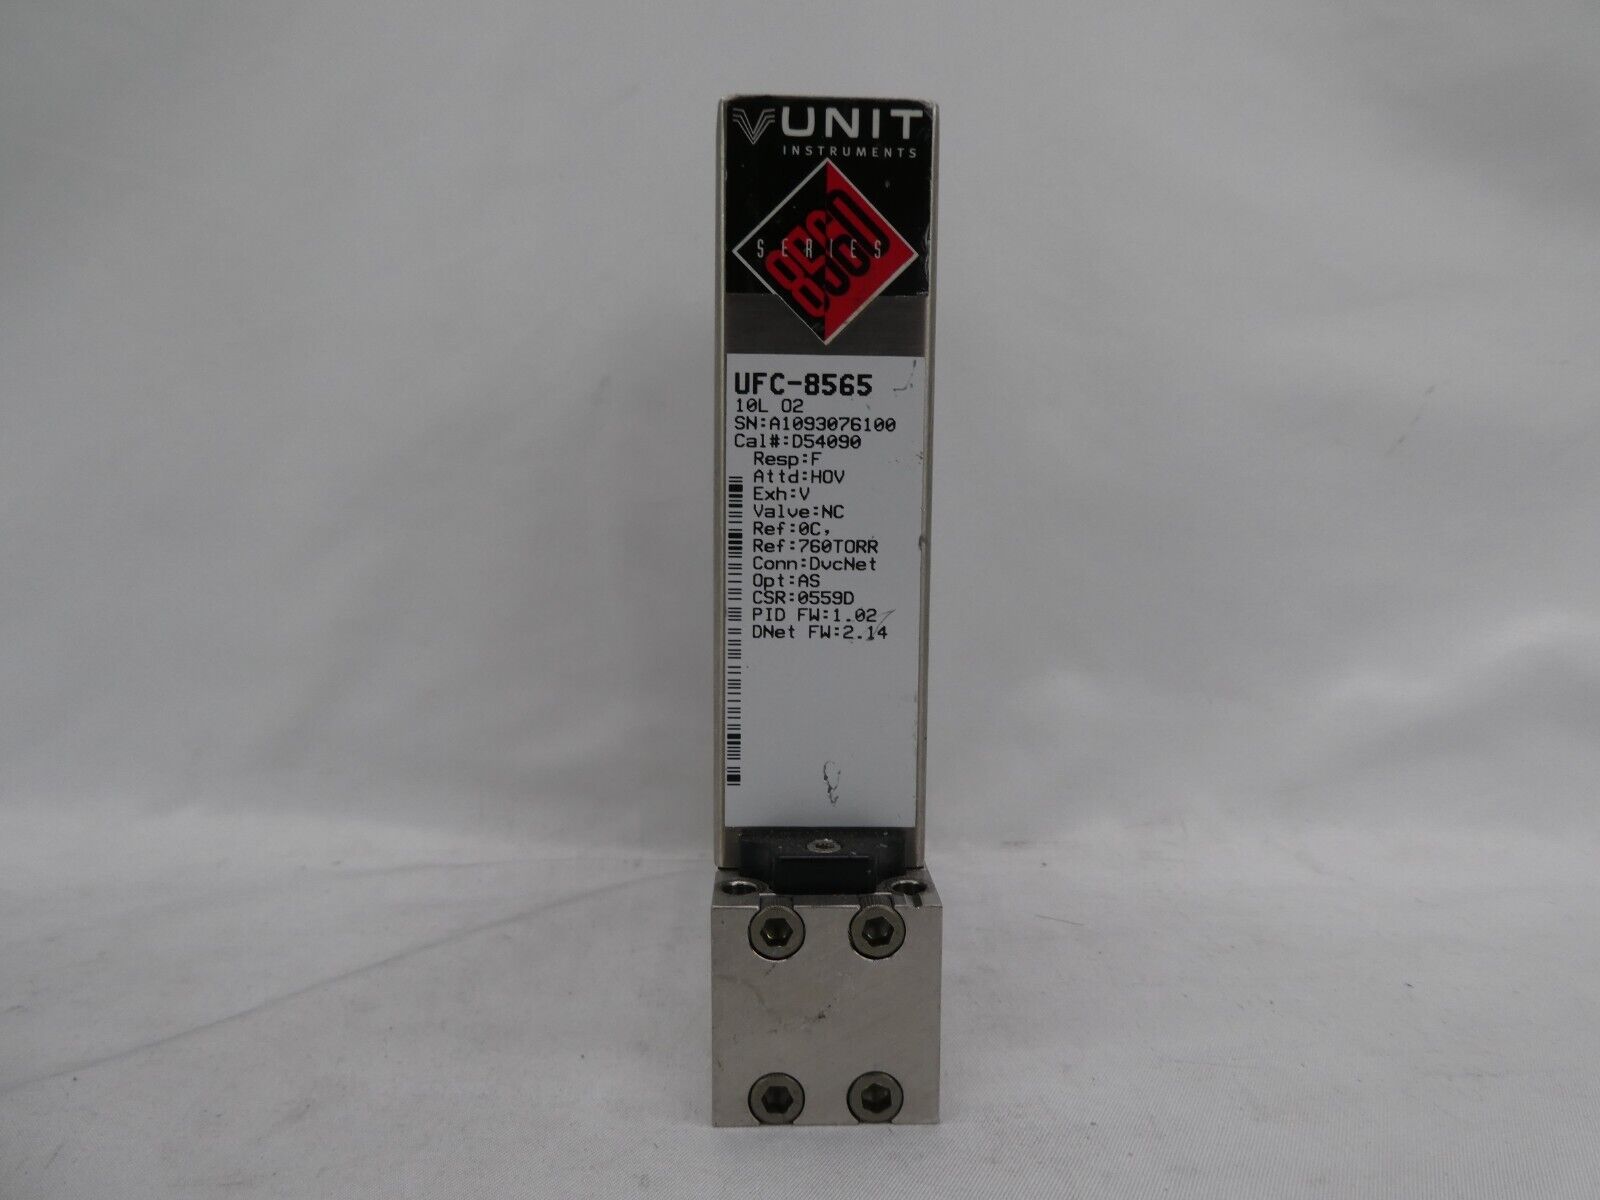 UNIT
INSTRUMENTS
8560
SERIES
UFC-8565
10L O2
SN:A1093076100
Cal#:D54090
Resp:F
Attd:HOV
Exh:V
Valve:NC
Ref:0C,
Ref:760TORR
Conn:DvcNet
Opt:AS
CSR:0559D
PID FW:1.02
DNet FW:2.14